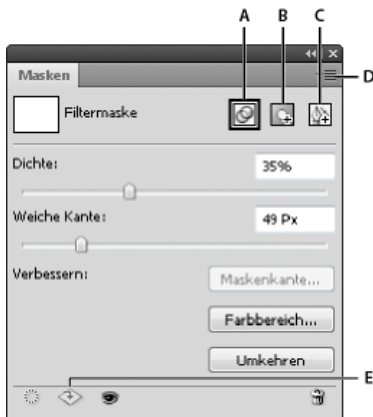 A B C
Masken
D
Filtermaske
Dichte: 35%
Weiche Kante: 49 Px
Verbessern: Maskenkante...
Farbbereich...
Umkehren
E